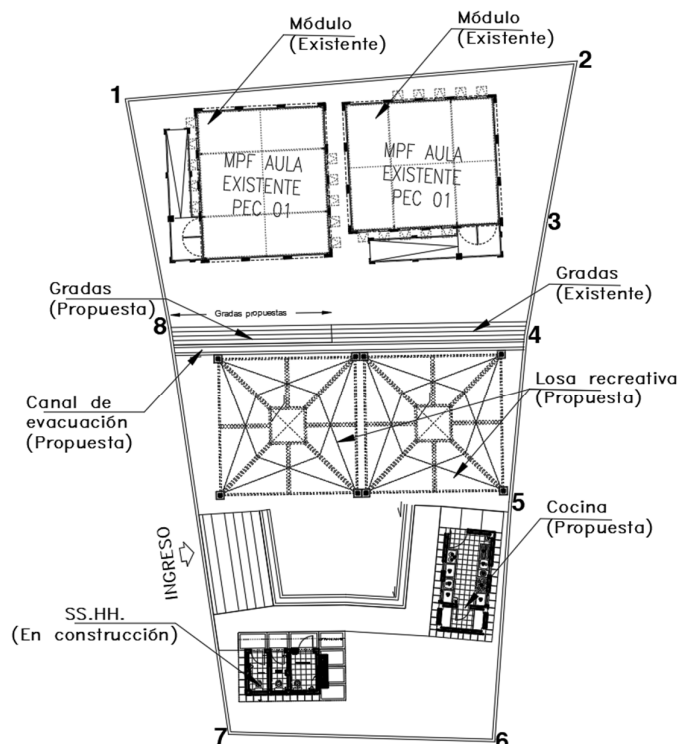 Módulo
(Existente)
Módulo
(Existente)
1
2
MPF AULA
EXISTENTE
PEC 01
MPF AULA
EXISTENTE
PEC 01
3
Gradas
(Propuesta)
Gradas propuestas
Gradas
(Existente)
8
4
Losa recreativa
(Propuesta)
Canal de
evacuación
(Propuesta)
5
Cocina
(Propuesta)
INGRESO
SS.HH.
(En construcción)
7
6